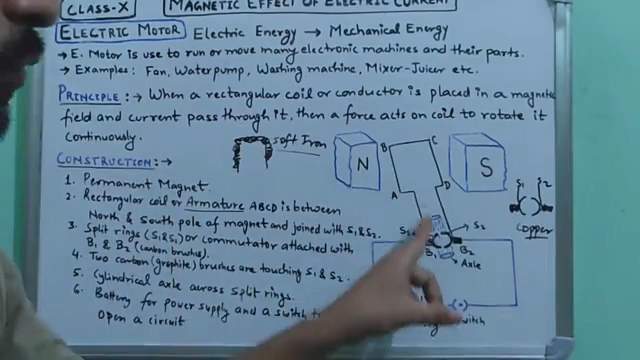 CLASS-X MAGNETIC EFFECT OF ELECTRIC CURRENT
ELECTRIC MOTOR Electric Energy → Mechanical Energy
→ E. Motor is use to run or move many electronic machines and their parts.
→ Examples: Fan, Water pump, Washing machine, Mixer-Juicer etc.
PRINCIPLE :→ When a rectangular coil or conductor is placed in a magnetic
field and current pass through it, then a force acts on coil to rotate it
continuously.
soft Iron
CONSTRUCTION :→
1. Permanent Magnet.
2. Rectangular coil or Armature ABCD is between
North & South pole of magnet and joined with S1 & S2.
3. Split rings (S1 & S2) or commutator attached with
B1 & B2 (carbon brushes).
4. Two carbon (graphite) brushes are touching S1 & S2.
5. Cylindrical axle across split rings.
6. Battery for power supply and a switch to
Open a circuit
N
S
B
C
A
D
S2
B1
B2
Axle
S1 S2
copper